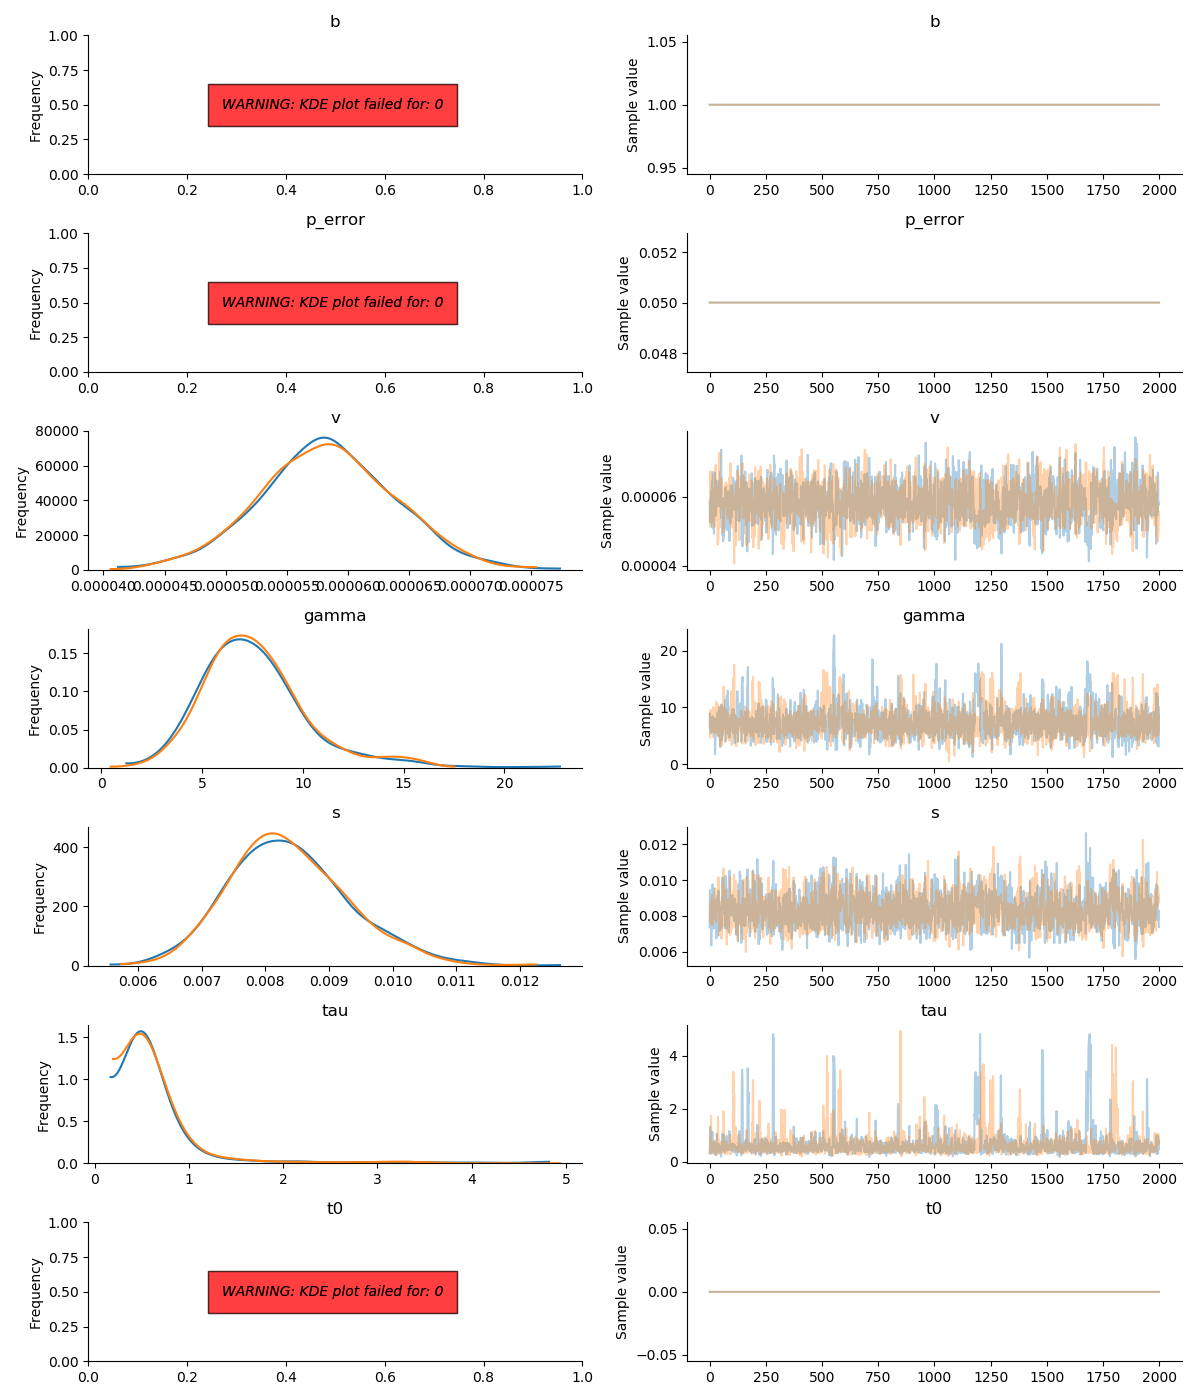 b
1.00
0.75
0.50
0.25
0.00
Frequency
WARNING: KDE plot failed for: 0
0.0 0.2 0.4 0.6 0.8 1.0
b
1.05
1.00
0.95
Sample value
0 250 500 750 1000 1250 1500 1750 2000
p_error
1.00
0.75
0.50
0.25
0.00
Frequency
WARNING: KDE plot failed for: 0
0.0 0.2 0.4 0.6 0.8 1.0
p_error
0.052
0.050
0.048
Sample value
0 250 500 750 1000 1250 1500 1750 2000
v
80000
60000
40000
20000
0
Frequency
0.000040 0.000045 0.000050 0.000055 0.000060 0.000065 0.000070 0.000075
v
0.00006
0.00004
Sample value
0 250 500 750 1000 1250 1500 1750 2000
gamma
0.15
0.10
0.05
0.00
Frequency
0 5 10 15 20
gamma
20
10
0
Sample value
0 250 500 750 1000 1250 1500 1750 2000
s
400
200
0
Frequency
0.006 0.007 0.008 0.009 0.010 0.011 0.012
s
0.012
0.010
0.008
0.006
Sample value
0 250 500 750 1000 1250 1500 1750 2000
tau
1.5
1.0
0.5
0.0
Frequency
0 1 2 3 4 5
tau
4
2
0
Sample value
0 250 500 750 1000 1250 1500 1750 2000
t0
1.00
0.75
0.50
0.25
0.00
Frequency
WARNING: KDE plot failed for: 0
0.0 0.2 0.4 0.6 0.8 1.0
t0
0.05
0.00
−0.05
Sample value
0 250 500 750 1000 1250 1500 1750 2000